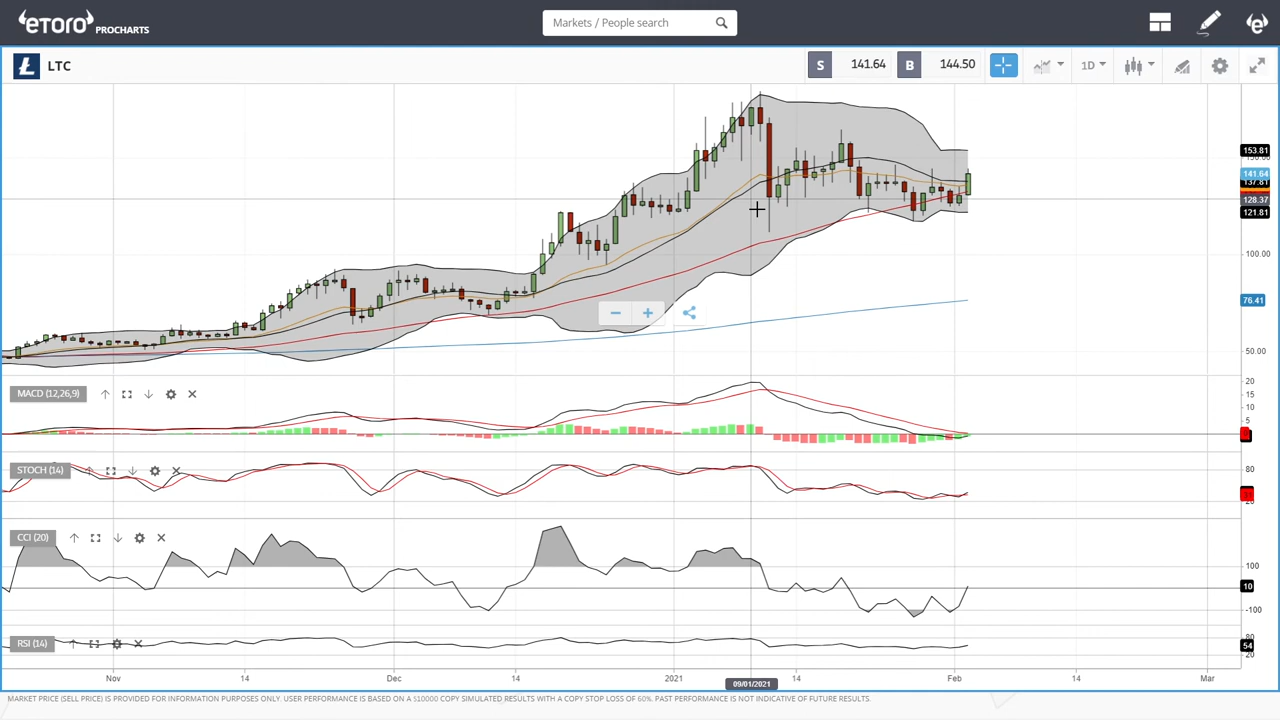 eToro PROCHARTS
Markets / People search
LTC
S 141.64 B 144.50
1D
153.81
141.64
128.37
121.81
100.00
76.41
50.00
MACD (12,26,9)
20
15
10
5
STOCH (14)
80
CCI (20)
100
10
-100
RSI (14)
80
54
20
Nov 14 Dec 14 2021 14 Feb 14 Mar
09/01/2021
MARKET PRICE (SELL PRICE) IS PROVIDED FOR INFORMATION PURPOSES ONLY. USER PERFORMANCE IS BASED ON A $10000 COPY SIMULATED RESULTS WITH A COPY STOP LOSS OF 60%. PAST PERFORMANCE IS NOT INDICATIVE OF FUTURE RESULTS.